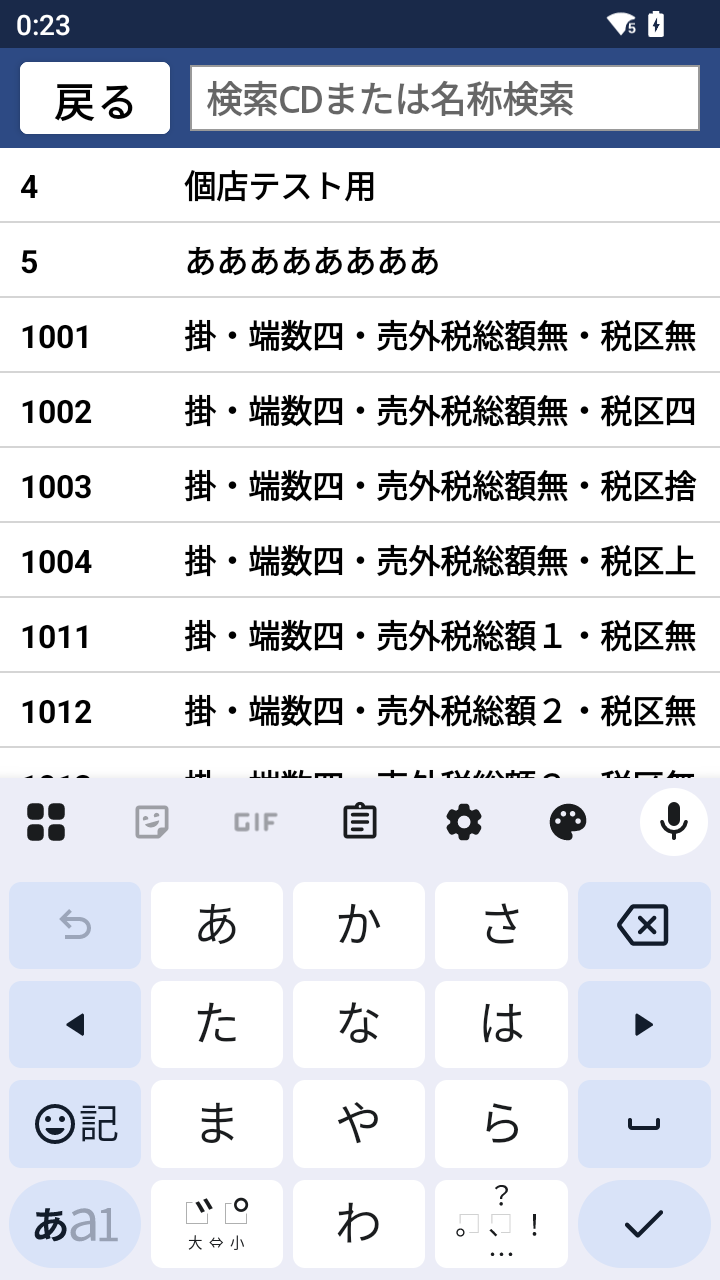 0:23
戻る 検索CDまたは名称検索
4 個店テスト用
5 ああああああああ
1001 掛・端数四・売外税総額無・税区無
1002 掛・端数四・売外税総額無・税区四
1003 掛・端数四・売外税総額無・税区捨
1004 掛・端数四・売外税総額無・税区上
1011 掛・端数四・売外税総額１・税区無
1012 掛・端数四・売外税総額２・税区無
GIF
あ か さ
た な は
記 ま や ら
あa1 大⇔小 わ 。、?!…